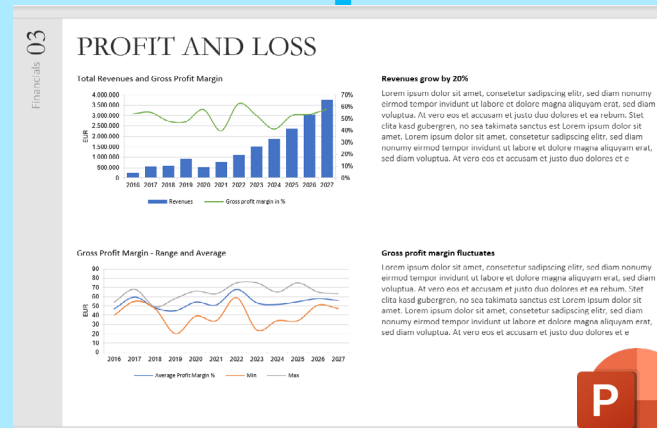 03
Financials
PROFIT AND LOSS
Total Revenues and Gross Profit Margin
4.000.000
3.500.000
3.000.000
2.500.000
2.000.000
1.500.000
1.000.000
500.000
0
EUR
70%
60%
50%
40%
30%
20%
10%
0%
2016 2017 2018 2019 2020 2021 2022 2023 2024 2025 2026 2027
Revenues Gross profit margin in %
Revenues grow by 20%
Lorem ipsum dolor sit amet, consetetur sadipscing elitr, sed diam nonumy
eirmod tempor invidunt ut labore et dolore magna aliquyam erat, sed diam
voluptua. At vero eos et accusam et justo duo dolores et ea rebum. Stet
clita kasd gubergren, no sea takimata sanctus est Lorem ipsum dolor sit
amet. Lorem ipsum dolor sit amet, consetetur sadipscing elitr, sed diam
nonumy eirmod tempor invidunt ut labore et dolore magna aliquyam erat,
sed diam voluptua. At vero eos et accusam et justo duo dolores et e
Gross Profit Margin - Range and Average
90
80
70
60
50
40
30
20
10
0
EUR
2016 2017 2018 2019 2020 2021 2022 2023 2024 2025 2026 2027
Average Profit Margin % Min Max
Gross profit margin fluctuates
Lorem ipsum dolor sit amet, consetetur sadipscing elitr, sed diam nonumy
eirmod tempor invidunt ut labore et dolore magna aliquyam erat, sed diam
voluptua. At vero eos et accusam et justo duo dolores et ea rebum. Stet
clita kasd gubergren, no sea takimata sanctus est Lorem ipsum dolor sit
amet. Lorem ipsum dolor sit amet, consetetur sadipscing elitr, sed diam
nonumy eirmod tempor invidunt ut labore et dolore magna aliquyam erat,
sed diam voluptua. At vero eos et accusam et justo duo dolores et e
P